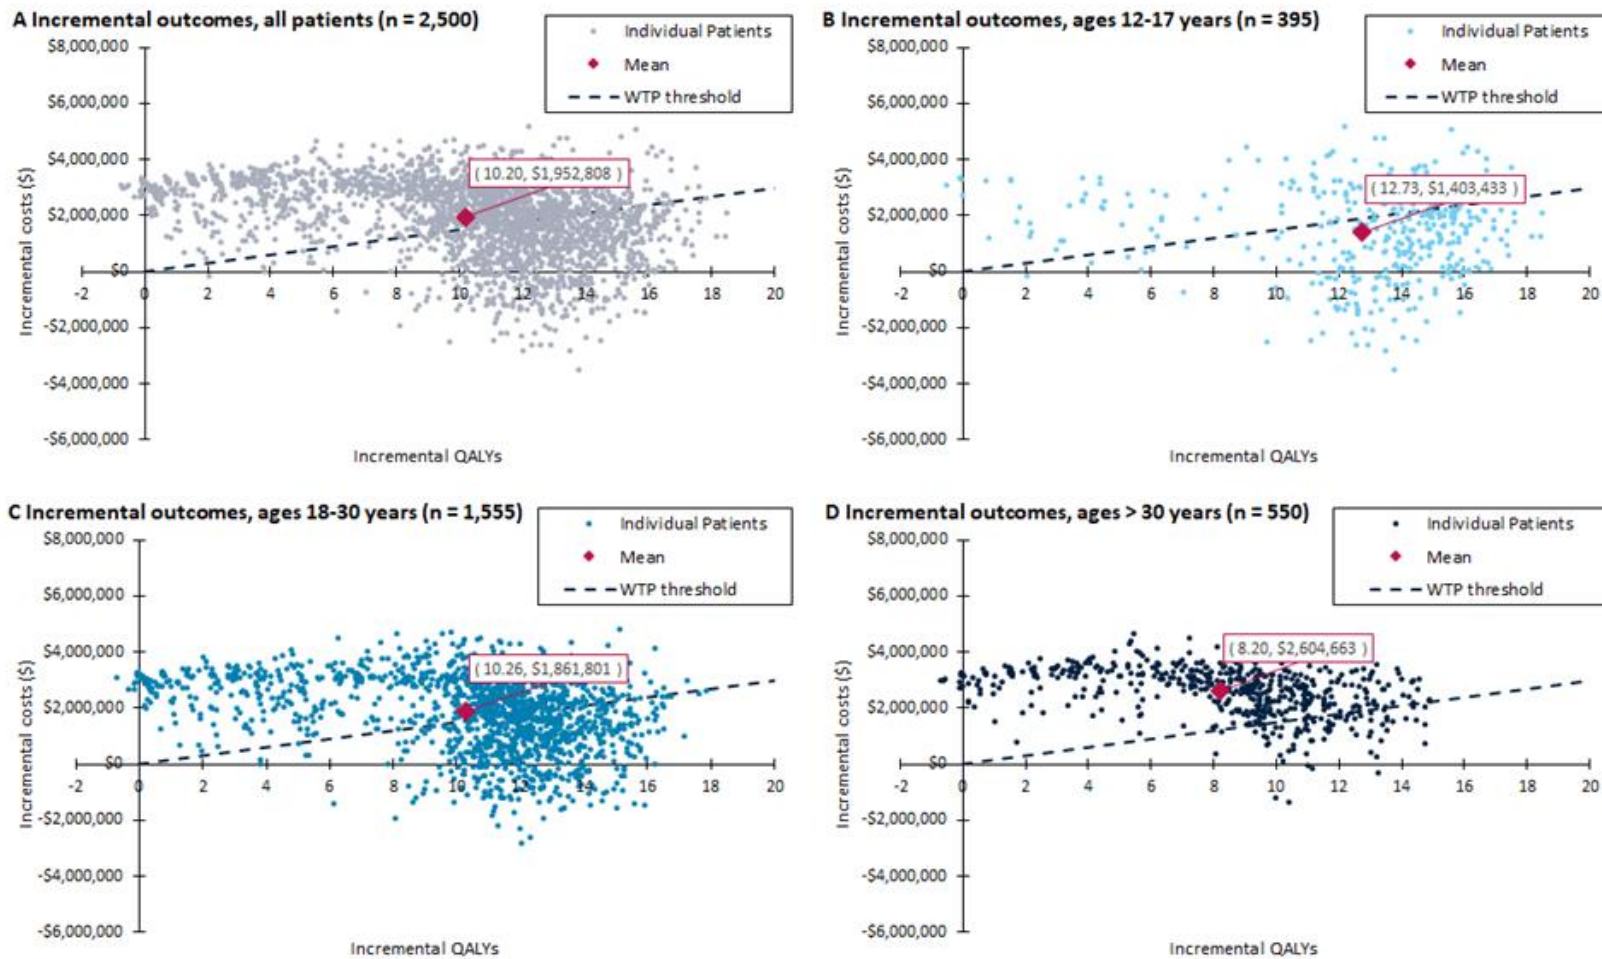 A Incremental outcomes, all patients (n = 2,500)
Individual Patients
Mean
WTP threshold
$8,000,000
$6,000,000
$4,000,000
$2,000,000
$0
-$2,000,000
-$4,000,000
-$6,000,000
Incremental costs ($)
( 10.20, $1,952,808 )
-2 0 2 4 6 8 10 12 14 16 18 20
Incremental QALYs
B Incremental outcomes, ages 12-17 years (n = 395)
Individual Patients
Mean
WTP threshold
$8,000,000
$6,000,000
$4,000,000
$2,000,000
$0
-$2,000,000
-$4,000,000
-$6,000,000
Incremental costs ($)
( 12.73, $1,403,433 )
-2 0 2 4 6 8 10 12 14 16 18 20
Incremental QALYs
C Incremental outcomes, ages 18-30 years (n = 1,555)
Individual Patients
Mean
WTP threshold
$8,000,000
$6,000,000
$4,000,000
$2,000,000
$0
-$2,000,000
-$4,000,000
-$6,000,000
Incremental costs ($)
( 10.26, $1,861,801 )
-2 0 2 4 6 8 10 12 14 16 18 20
Incremental QALYs
D Incremental outcomes, ages > 30 years (n = 550)
Individual Patients
Mean
WTP threshold
$8,000,000
$6,000,000
$4,000,000
$2,000,000
$0
-$2,000,000
-$4,000,000
-$6,000,000
Incremental costs ($)
( 8.20, $2,604,663 )
-2 0 2 4 6 8 10 12 14 16 18 20
Incremental QALYs